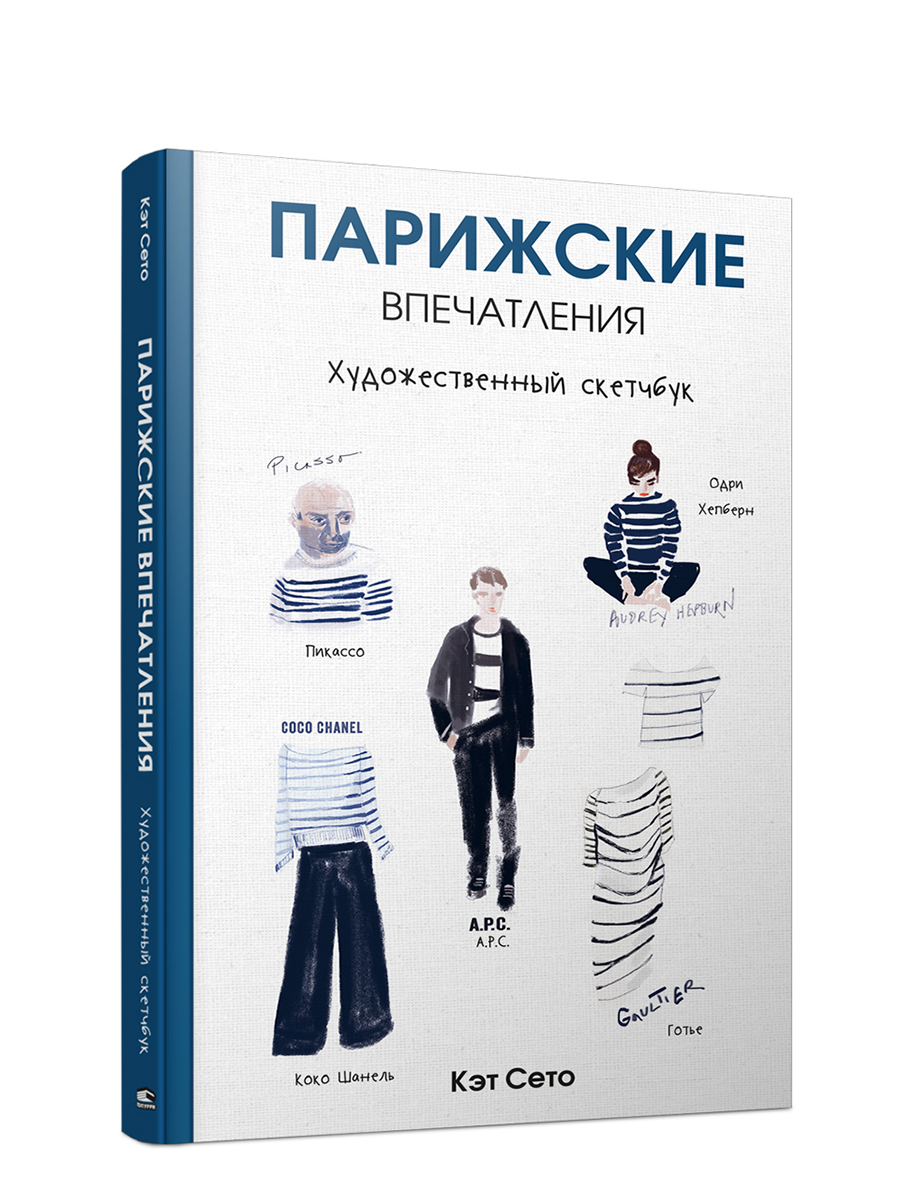 Кэт Сето
ПАРИЖСКИЕ ВПЕЧАТЛЕНИЯ
Художественный скетчбук
ПАРИЖСКИЕ
ВПЕЧАТЛЕНИЯ
Художественный скетчбук
Picasso
Пикассо
Одри
Хепберн
AUDREY HEPBURN
COCO CHANEL
Коко Шанель
A.P.C.
A.P.C.
GAULTIER
Готье
Кэт Сето